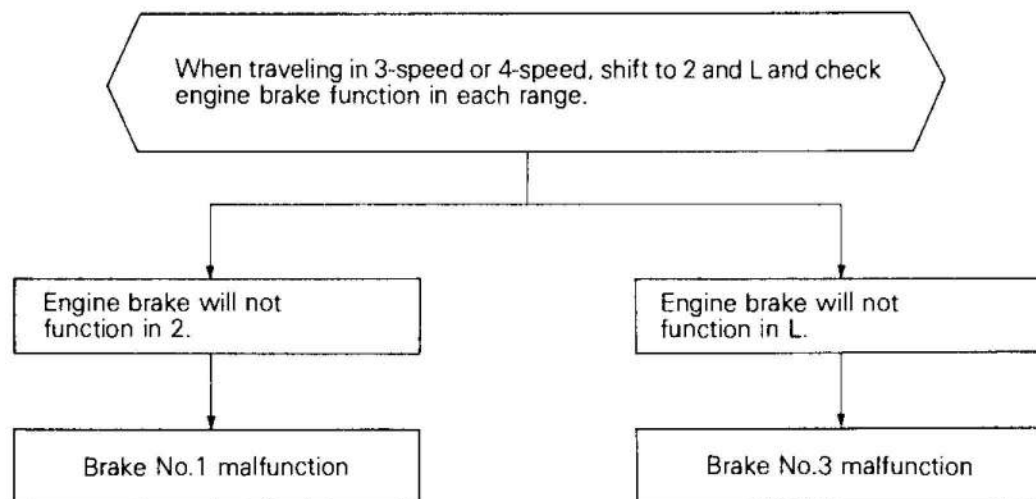 When traveling in 3-speed or 4-speed, shift to 2 and L and check
engine brake function in each range.
Engine brake will not
function in 2.
Engine brake will not
function in L.
Brake No.1 malfunction
Brake No.3 malfunction